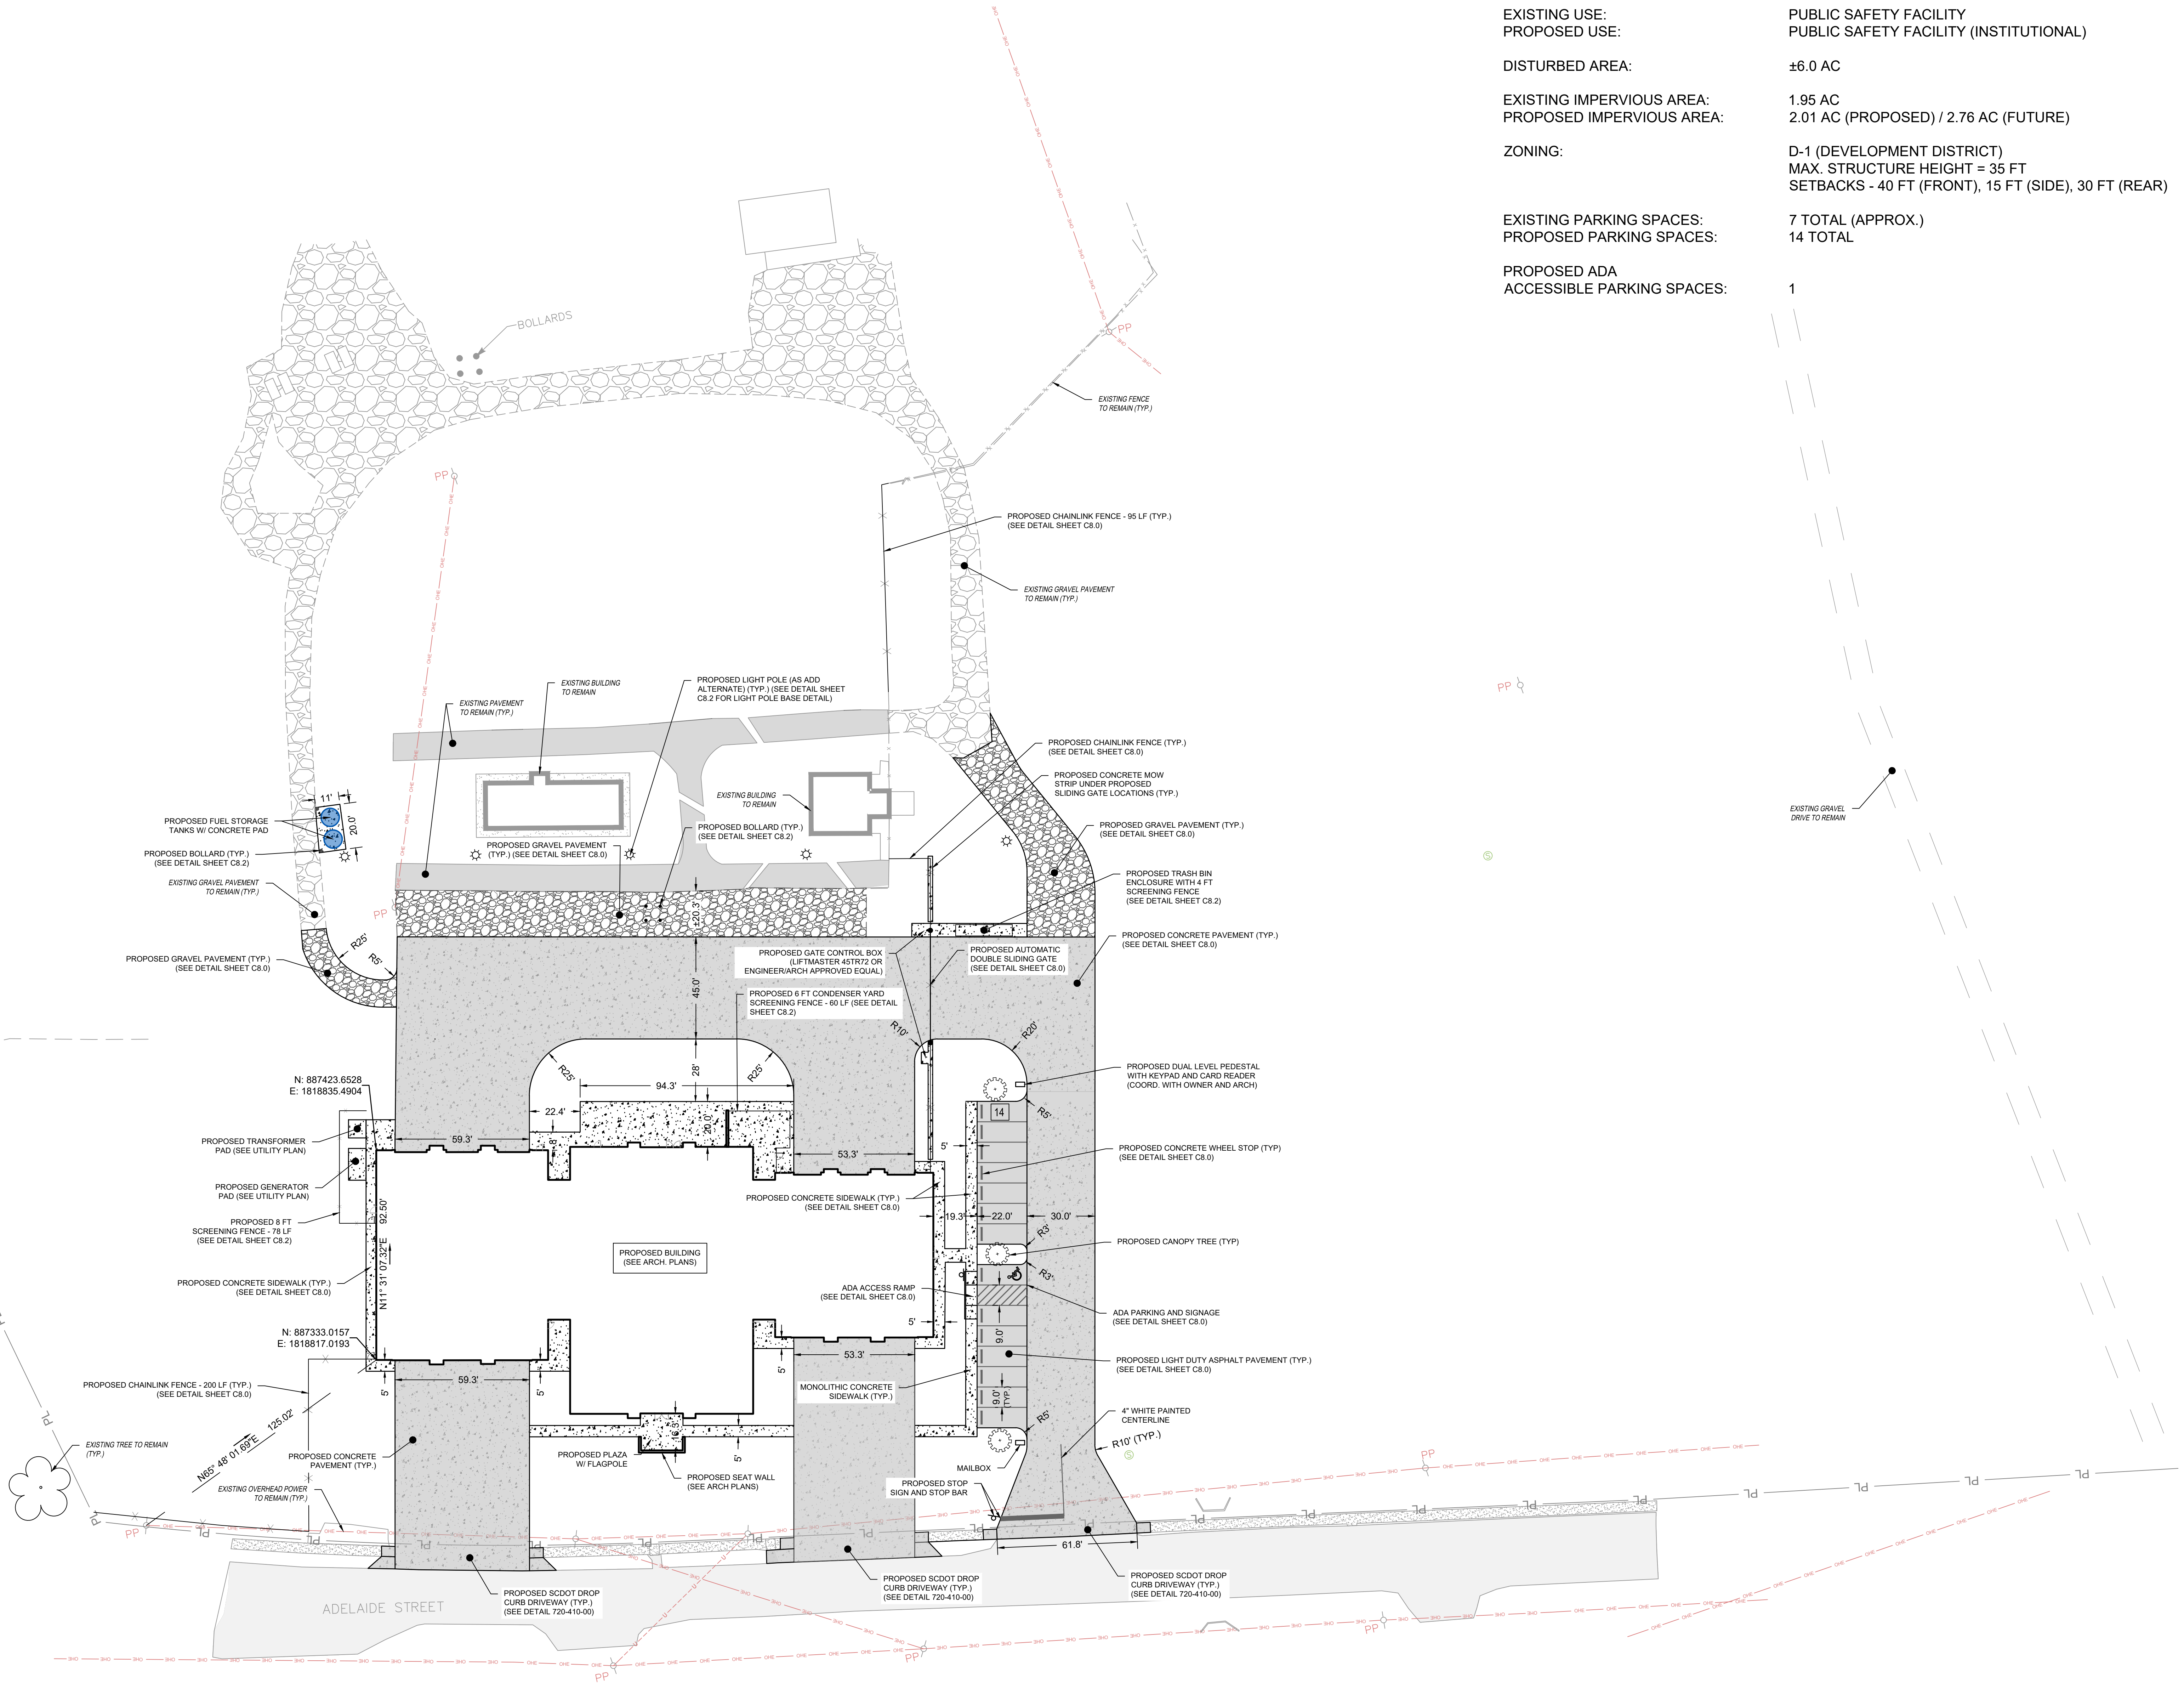 EXISTING USE: PUBLIC SAFETY FACILITY
PROPOSED USE: PUBLIC SAFETY FACILITY (INSTITUTIONAL)
DISTURBED AREA: ±6.0 AC
EXISTING IMPERVIOUS AREA: 1.95 AC
PROPOSED IMPERVIOUS AREA: 2.01 AC (PROPOSED) / 2.76 AC (FUTURE)
ZONING: D-1 (DEVELOPMENT DISTRICT)
MAX. STRUCTURE HEIGHT = 35 FT
SETBACKS - 40 FT (FRONT), 15 FT (SIDE), 30 FT (REAR)
EXISTING PARKING SPACES: 7 TOTAL (APPROX.)
PROPOSED PARKING SPACES: 14 TOTAL
PROPOSED ADA
ACCESSIBLE PARKING SPACES: 1
BOLLARDS
PP
EXISTING FENCE
TO REMAIN (TYP.)
PP
PROPOSED CHAINLINK FENCE - 95 LF (TYP.)
(SEE DETAIL SHEET C8.0)
EXISTING GRAVEL PAVEMENT
TO REMAIN (TYP.)
EXISTING BUILDING
TO REMAIN
PROPOSED LIGHT POLE (AS ADD
ALTERNATE) (TYP.) (SEE DETAIL SHEET
C8.2 FOR LIGHT POLE BASE DETAIL)
EXISTING PAVEMENT
TO REMAIN (TYP.)
PP
PROPOSED CHAINLINK FENCE (TYP.)
(SEE DETAIL SHEET C8.0)
PROPOSED CONCRETE MOW
STRIP UNDER PROPOSED
SLIDING GATE LOCATIONS (TYP.)
EXISTING BUILDING
TO REMAIN
EXISTING GRAVEL
DRIVE TO REMAIN
11'
20.0'
PROPOSED FUEL STORAGE
TANKS W/ CONCRETE PAD
PROPOSED BOLLARD (TYP.)
(SEE DETAIL SHEET C8.2)
PROPOSED GRAVEL PAVEMENT
(TYP.) (SEE DETAIL SHEET C8.0)
PROPOSED BOLLARD (TYP.)
(SEE DETAIL SHEET C8.2)
PROPOSED GRAVEL PAVEMENT (TYP.)
(SEE DETAIL SHEET C8.0)
S
EXISTING GRAVEL PAVEMENT
TO REMAIN (TYP.)
PROPOSED TRASH BIN
ENCLOSURE WITH 4 FT
SCREENING FENCE
(SEE DETAIL SHEET C8.2)
PP
±20.3'
R25'
R5'
PROPOSED GRAVEL PAVEMENT (TYP.)
(SEE DETAIL SHEET C8.0)
PROPOSED GATE CONTROL BOX
(LIFTMASTER 45TR72 OR
ENGINEER/ARCH APPROVED EQUAL)
PROPOSED AUTOMATIC
DOUBLE SLIDING GATE
(SEE DETAIL SHEET C8.0)
PROPOSED CONCRETE PAVEMENT (TYP.)
(SEE DETAIL SHEET C8.0)
45.0'
PROPOSED 6 FT CONDENSER YARD
SCREENING FENCE - 60 LF (SEE DETAIL
SHEET C8.2)
R10'
R20'
R25'
28'
R25'
94.3'
N: 887423.6528
E: 1818835.4904
PROPOSED DUAL LEVEL PEDESTAL
WITH KEYPAD AND CARD READER
(COORD. WITH OWNER AND ARCH)
22.4'
20.0'
8'
14
R5'
PROPOSED TRANSFORMER
PAD (SEE UTILITY PLAN)
59.3'
53.3'
5'
PROPOSED CONCRETE WHEEL STOP (TYP)
(SEE DETAIL SHEET C8.0)
PROPOSED GENERATOR
PAD (SEE UTILITY PLAN)
PROPOSED 8 FT
SCREENING FENCE - 78 LF
(SEE DETAIL SHEET C8.2)
N11° 31' 07.32"E 92.50'
PROPOSED CONCRETE SIDEWALK (TYP.)
(SEE DETAIL SHEET C8.0)
19.3'
22.0'
30.0'
PROPOSED BUILDING
(SEE ARCH. PLANS)
R3'
PROPOSED CANOPY TREE (TYP)
PROPOSED CONCRETE SIDEWALK (TYP.)
(SEE DETAIL SHEET C8.0)
R3'
ADA ACCESS RAMP
(SEE DETAIL SHEET C8.0)
ADA PARKING AND SIGNAGE
(SEE DETAIL SHEET C8.0)
5'
9.0'
N: 887333.0157
E: 1818817.0193
53.3'
PROPOSED LIGHT DUTY ASPHALT PAVEMENT (TYP.)
(SEE DETAIL SHEET C8.0)
5'
59.3'
5'
5'
PROPOSED CHAINLINK FENCE - 200 LF (TYP.)
(SEE DETAIL SHEET C8.0)
MONOLITHIC CONCRETE
SIDEWALK (TYP.)
9.0'
(TYP.)
4" WHITE PAINTED
CENTERLINE
N65° 48' 01.69"E 125.02'
R5'
R10' (TYP.)
16.3'
5'
EXISTING TREE TO REMAIN
(TYP.)
PROPOSED CONCRETE
PAVEMENT (TYP.)
PROPOSED PLAZA
W/ FLAGPOLE
PROPOSED SEAT WALL
(SEE ARCH PLANS)
MAILBOX
PROPOSED STOP
SIGN AND STOP BAR
S
PP
EXISTING OVERHEAD POWER
TO REMAIN (TYP.)
PP
61.8'
PROPOSED SCDOT DROP
CURB DRIVEWAY (TYP.)
(SEE DETAIL 720-410-00)
PROPOSED SCDOT DROP
CURB DRIVEWAY (TYP.)
(SEE DETAIL 720-410-00)
PROPOSED SCDOT DROP
CURB DRIVEWAY (TYP.)
(SEE DETAIL 720-410-00)
ADELAIDE STREET
PP
PP
PP
PL
OHE